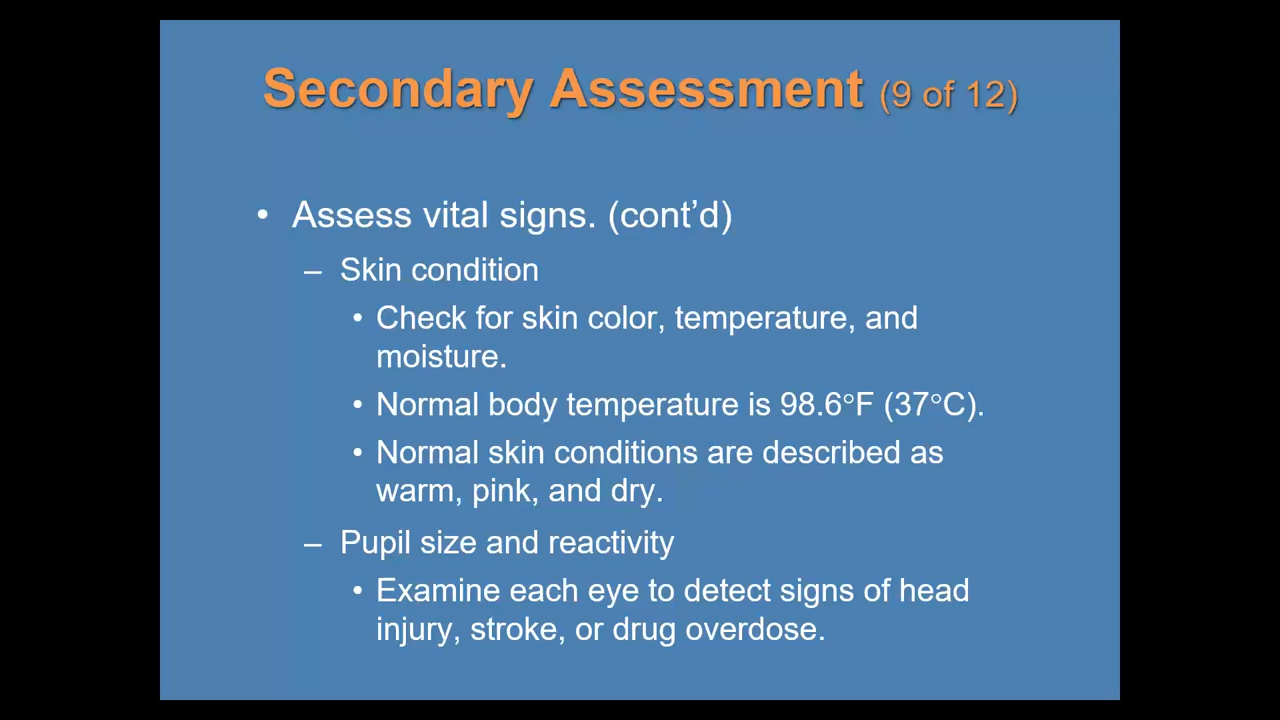 Secondary Assessment (9 of 12)
• Assess vital signs. (cont’d)
– Skin condition
• Check for skin color, temperature, and
moisture.
• Normal body temperature is 98.6°F (37°C).
• Normal skin conditions are described as
warm, pink, and dry.
– Pupil size and reactivity
• Examine each eye to detect signs of head
injury, stroke, or drug overdose.